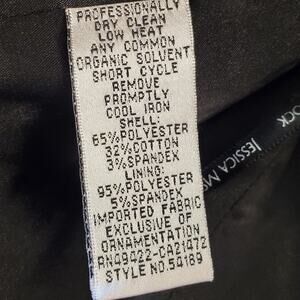 PROFESSIONALLY
DRY CLEAN
LOW HEAT
ANY COMMON
ORGANIC SOLVENT
SHORT CYCLE
REMOVE
PROMPTLY
COOL IRON
SHELL:
65%POLYESTER
32%COTTON
3%SPANDEX
LINING:
95%POLYESTER
5%SPANDEX
IMPORTED FABRIC
EXCLUSIVE OF
ORNAMENTATION
RN49422-CA21472
STYLE NO.54189
JESSICA